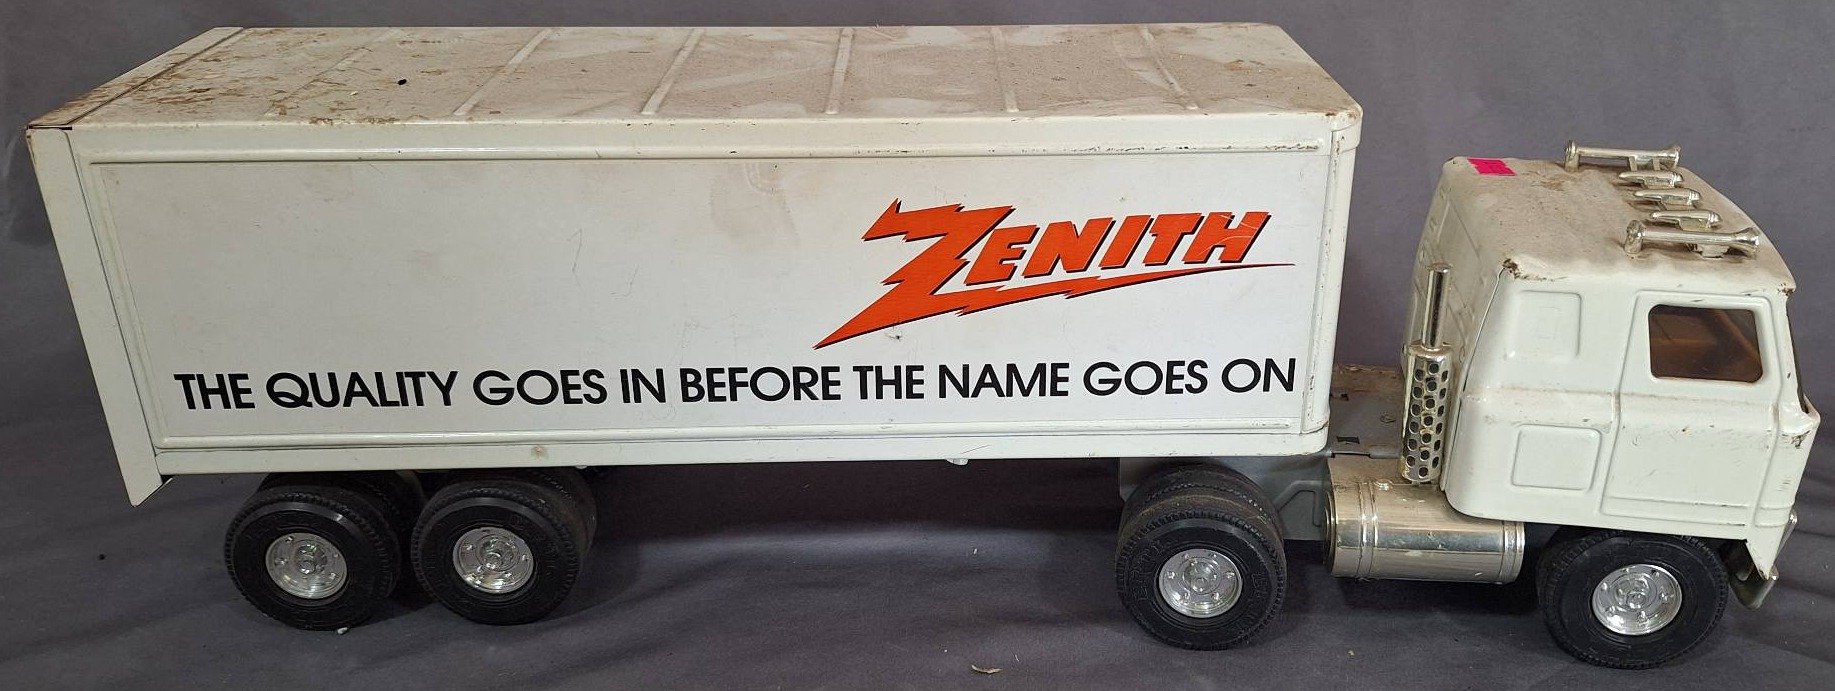 ZENITH
THE QUALITY GOES IN BEFORE THE NAME GOES ON